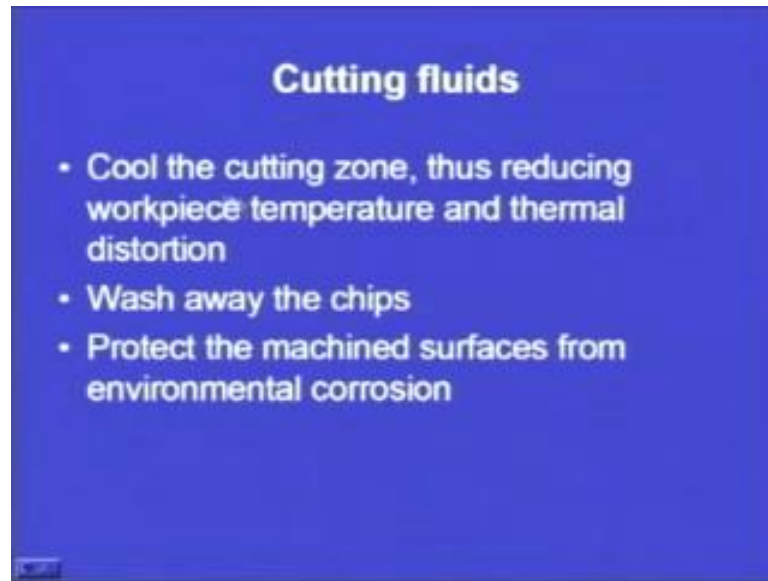 Cutting fluids
• Cool the cutting zone, thus reducing
workpiece temperature and thermal
distortion
• Wash away the chips
• Protect the machined surfaces from
environmental corrosion